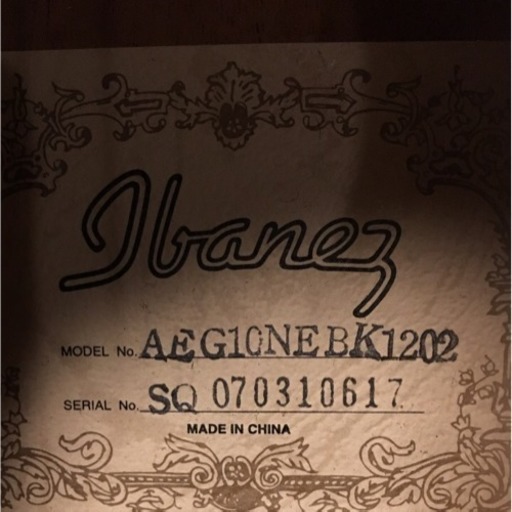 Ibanez
MODEL No. AEG10NEBK1202
SERIAL No. SQ 070310617
MADE IN CHINA